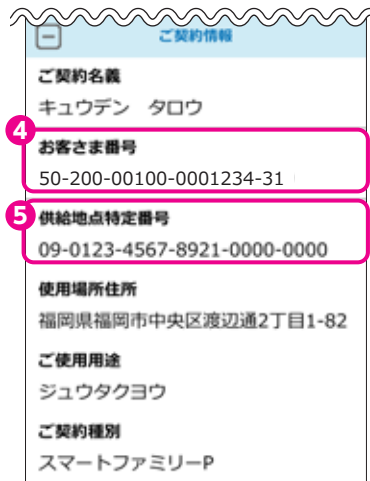 ご契約情報
ご契約名義
キュウデン　タロウ
4
お客さま番号
50-200-00100-0001234-31
5
供給地点特定番号
09-0123-4567-8921-0000-0000
使用場所住所
福岡県福岡市中央区渡辺通2丁目1-82
ご使用用途
ジュウタクヨウ
ご契約種別
スマートファミリーP